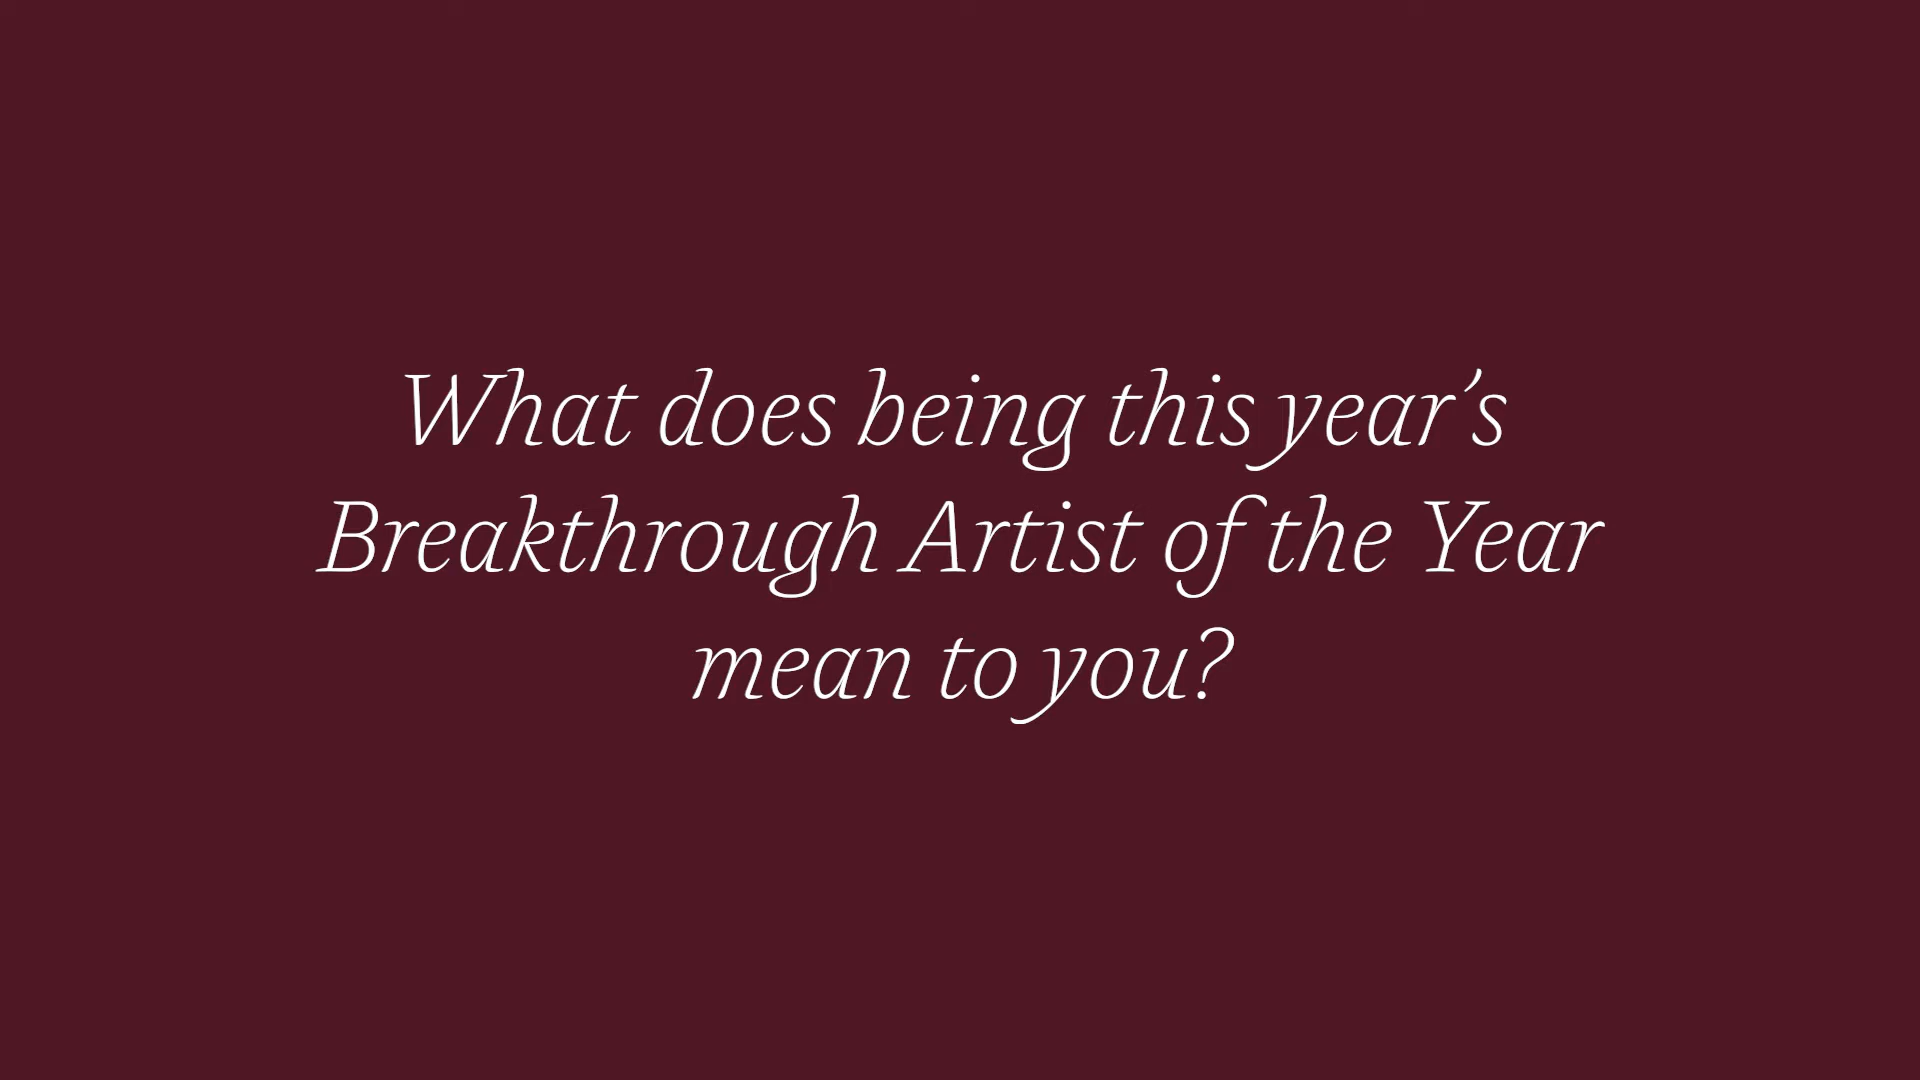 What does being this year’s
Breakthrough Artist of the Year
mean to you?